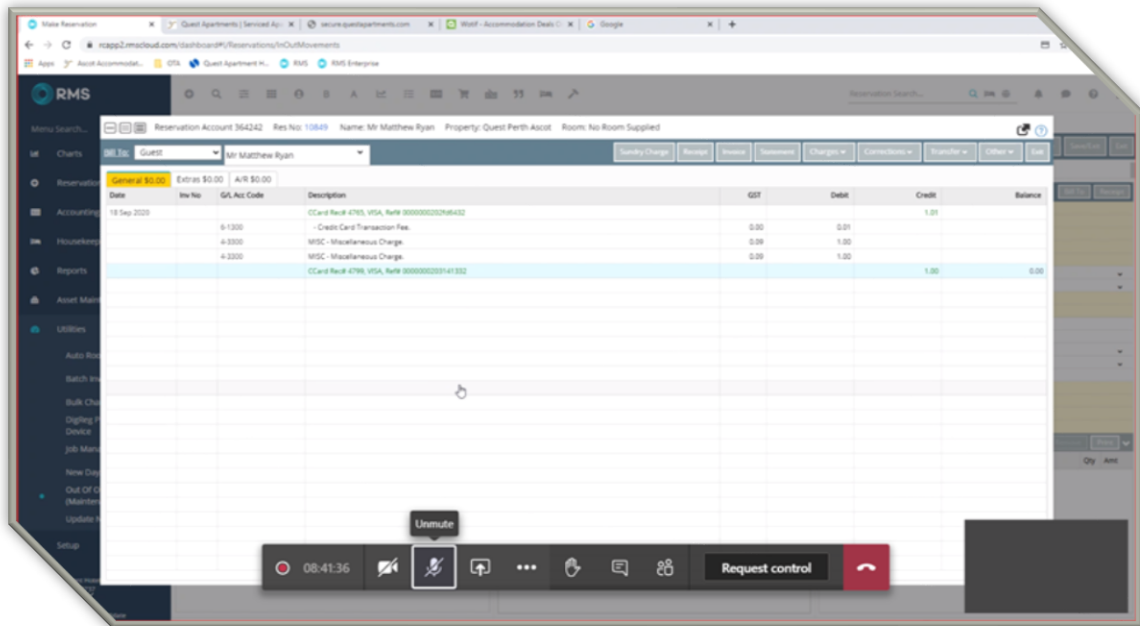 Make Reservation Quest Apartments | Serviced Ap secure.questapartments.com Wotif - Accommodation Deals Google
rcapp2.rmscloud.com/dashboard#!/Reservations/InOutMovements
Apps Ascot Accommodat... OTA Quest Apartment H... RMS RMS Enterprise
RMS
Reservation Search...
Menu Search...
Charts
Reservation
Accounting
Housekeep
Reports
Asset Main
Utilities
Auto Roo
Batch Inv
Bulk Cha
DigReg P
Device
Job Mana
New Day
Out Of O
(Mainten
Update N
Setup
Reservation Account 364242 Res No: 10849 Name: Mr Matthew Ryan Property: Quest Perth Ascot Room: No Room Supplied
Bill To: Guest Mr Matthew Ryan Sundry Charge Receipt Invoice Statement Charges Corrections Transfer Other Exit
General $0.00 Extras $0.00 A/R $0.00
Date Inv No G/L Acc Code Description GST Debit Credit Balance
18 Sep 2020 CCard Rec# 4765, VISA, Ref# 1.01
6-1300 - Credit Card Transaction Fee. 0.00 0.01
4-3300 MISC - Miscellaneous Charge. 0.09 1.00
4-3300 MISC - Miscellaneous Charge. 0.09 1.00
CCard Rec# 4799, VISA, Ref# 1.00 0.00
Save/Exit Exit
Qty Amt
Unmute
08:41:36 Request control